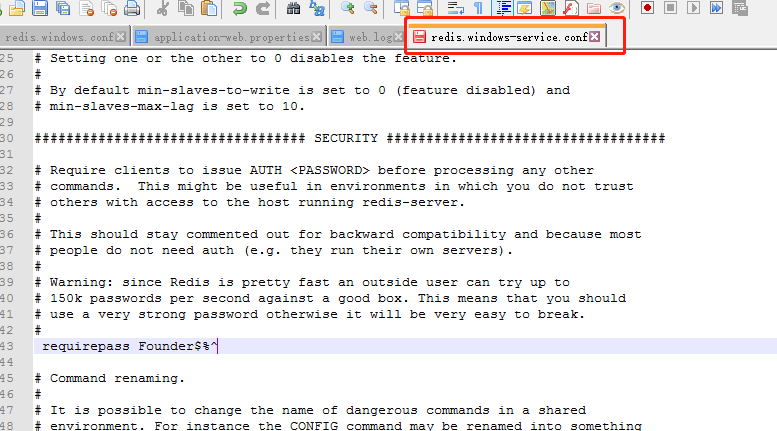 redis.windows.conf application-web.properties web.log redis.windows-service.conf
25 # Setting one or the other to 0 disables the feature.
26 #
27 # By default min-slaves-to-write is set to 0 (feature disabled) and
28 # min-slaves-max-lag is set to 10.
29
30 ################################## SECURITY ###################################
31
32 # Require clients to issue AUTH <PASSWORD> before processing any other
33 # commands.  This might be useful in environments in which you do not trust
34 # others with access to the host running redis-server.
35 #
36 # This should stay commented out for backward compatibility and because most
37 # people do not need auth (e.g. they run their own servers).
38 #
39 # Warning: since Redis is pretty fast an outside user can try up to
40 # 150k passwords per second against a good box. This means that you should
41 # use a very strong password otherwise it will be very easy to break.
42 #
43 requirepass Founder$%^
44
45 # Command renaming.
46 #
47 # It is possible to change the name of dangerous commands in a shared
48 # environment. For instance the CONFIG command may be renamed into something